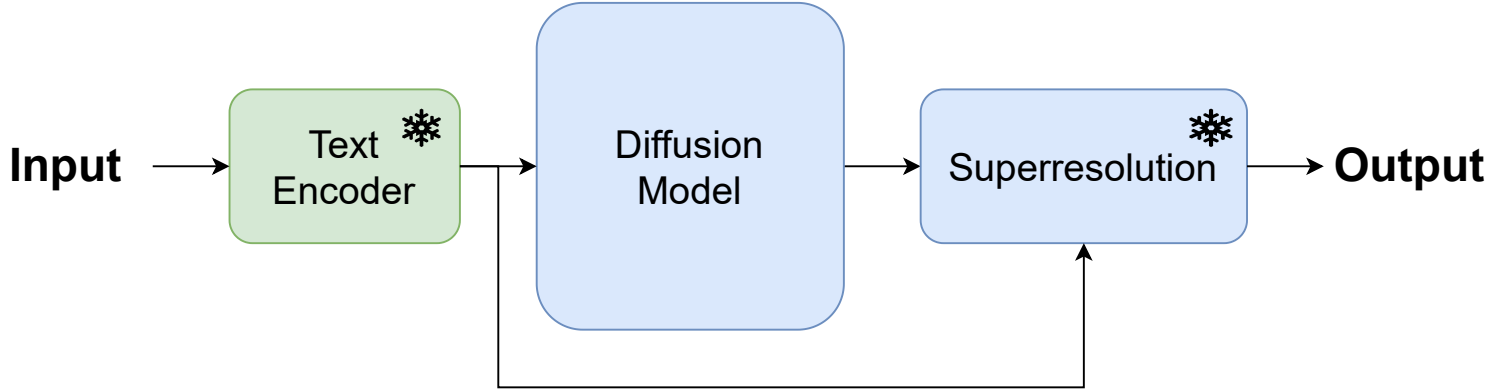 Input
Text
Encoder
Diffusion
Model
Superresolution
Output